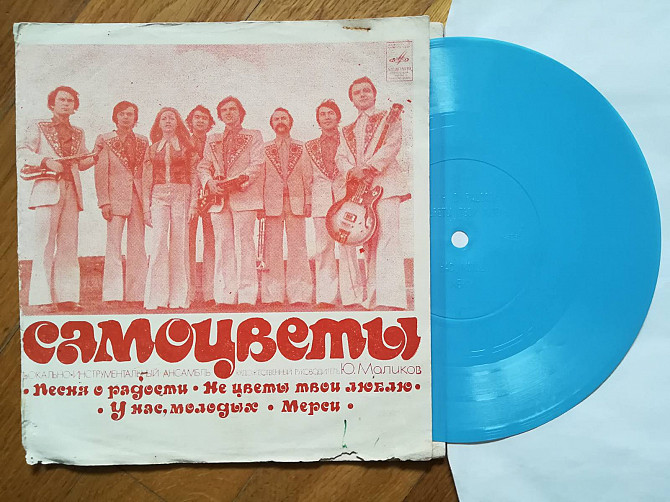 Самоцветы
ВОКАЛЬНО-ИНСТРУМЕНТАЛЬНЫЙ АНСАМБЛЬ ХУДОЖЕСТВЕННЫЙ РУКОВОДИТЕЛЬ Ю. Маликов
• Песня о радости • Не цветы твои люблю •
• У нас, молодых • Мерси •